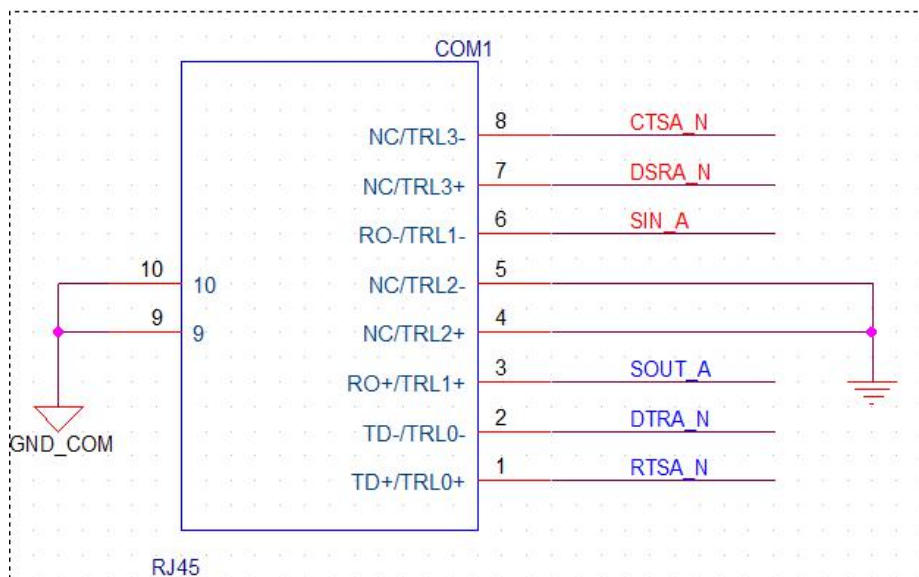 COM1
NC/TRL3- 8 CTSA_N
NC/TRL3+ 7 DSRA_N
RO-/TRL1- 6 SIN_A
10 10 NC/TRL2- 5
9 9 NC/TRL2+ 4
RO+/TRL1+ 3 SOUT_A
TD-/TRL0- 2 DTRA_N
GND_COM
TD+/TRL0+ 1 RTSA_N
RJ45